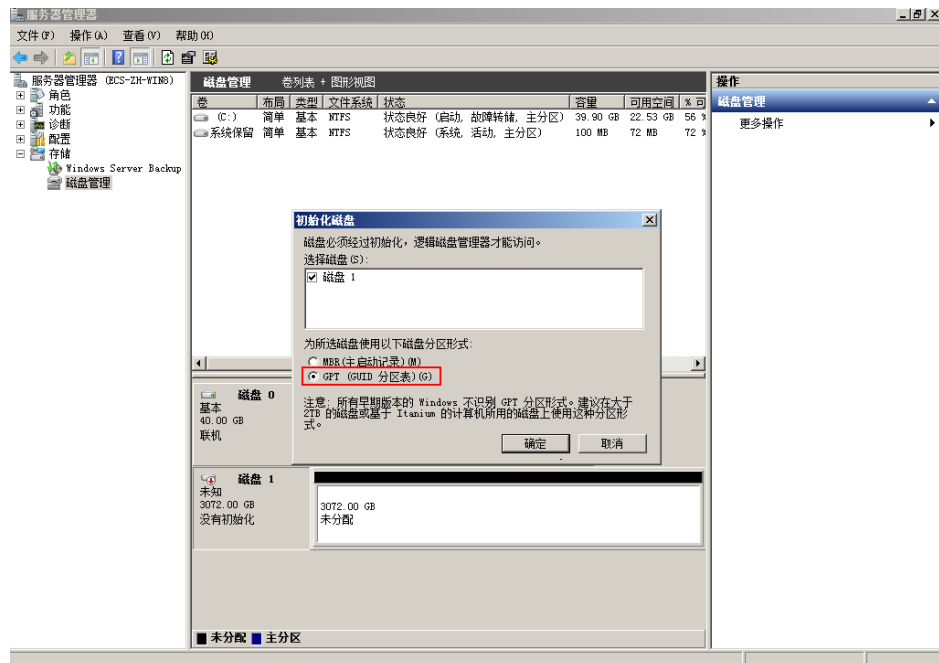 服务器管理器
文件(F) 操作(A) 查看(V) 帮助(H)
服务器管理器 (ECS-ZH-WIN8)
角色
功能
诊断
配置
存储
Windows Server Backup
磁盘管理
磁盘管理 卷列表 + 图形视图
卷 布局 类型 文件系统 状态 容量 可用空间 % 可
(C:) 简单 基本 NTFS 状态良好 (启动, 故障转储, 主分区) 39.90 GB 22.53 GB 56 %
系统保留 简单 基本 NTFS 状态良好 (系统, 活动, 主分区) 100 MB 72 MB 72 %
操作
磁盘管理
更多操作
初始化磁盘
磁盘必须经过初始化，逻辑磁盘管理器才能访问。
选择磁盘(S):
磁盘 1
为所选磁盘使用以下磁盘分区形式:
MBR(主启动记录)(M)
GPT (GUID 分区表)(G)
注意: 所有早期版本的 Windows 不识别 GPT 分区形式。建议在大于
2TB 的磁盘或基于 Itanium 的计算机所用的磁盘上使用这种分区形
式。
确定 取消
磁盘 0
基本
40.00 GB
联机
磁盘 1
未知
3072.00 GB
没有初始化
3072.00 GB
未分配
未分配 主分区